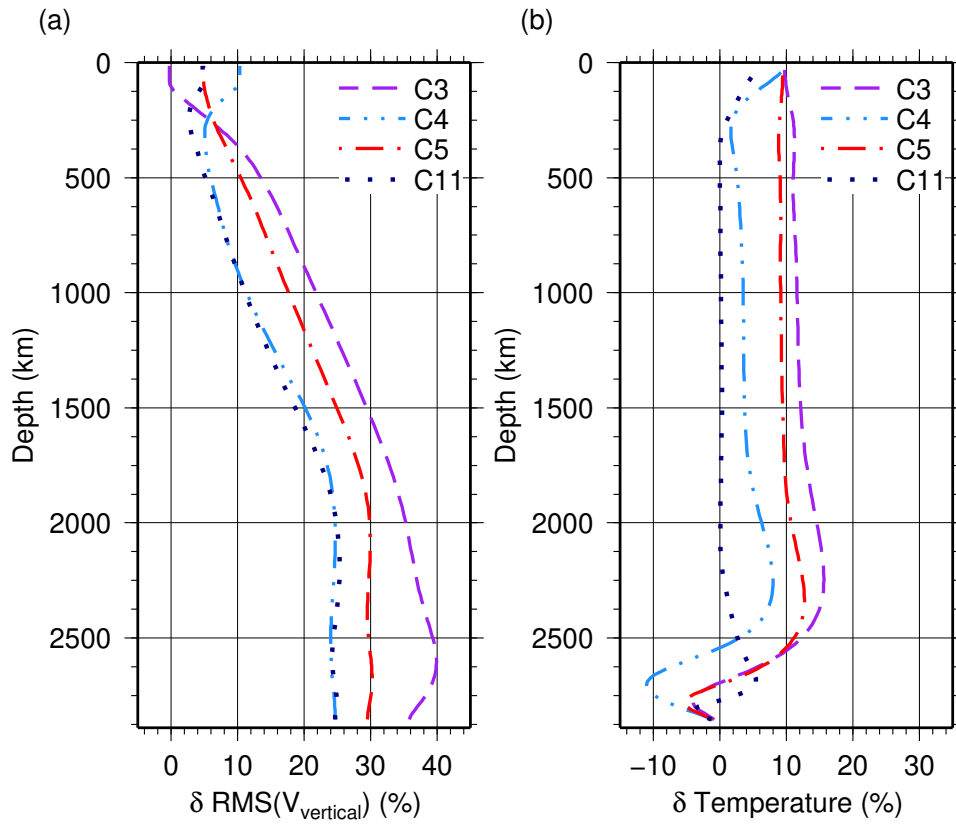 (a)
0
500
1000
1500
2000
2500
Depth (km)
0 10 20 30 40
δ RMS(V_vertical) (%)
C3
C4
C5
C11
(b)
0
500
1000
1500
2000
2500
Depth (km)
−10 0 10 20 30
δ Temperature (%)
C3
C4
C5
C11